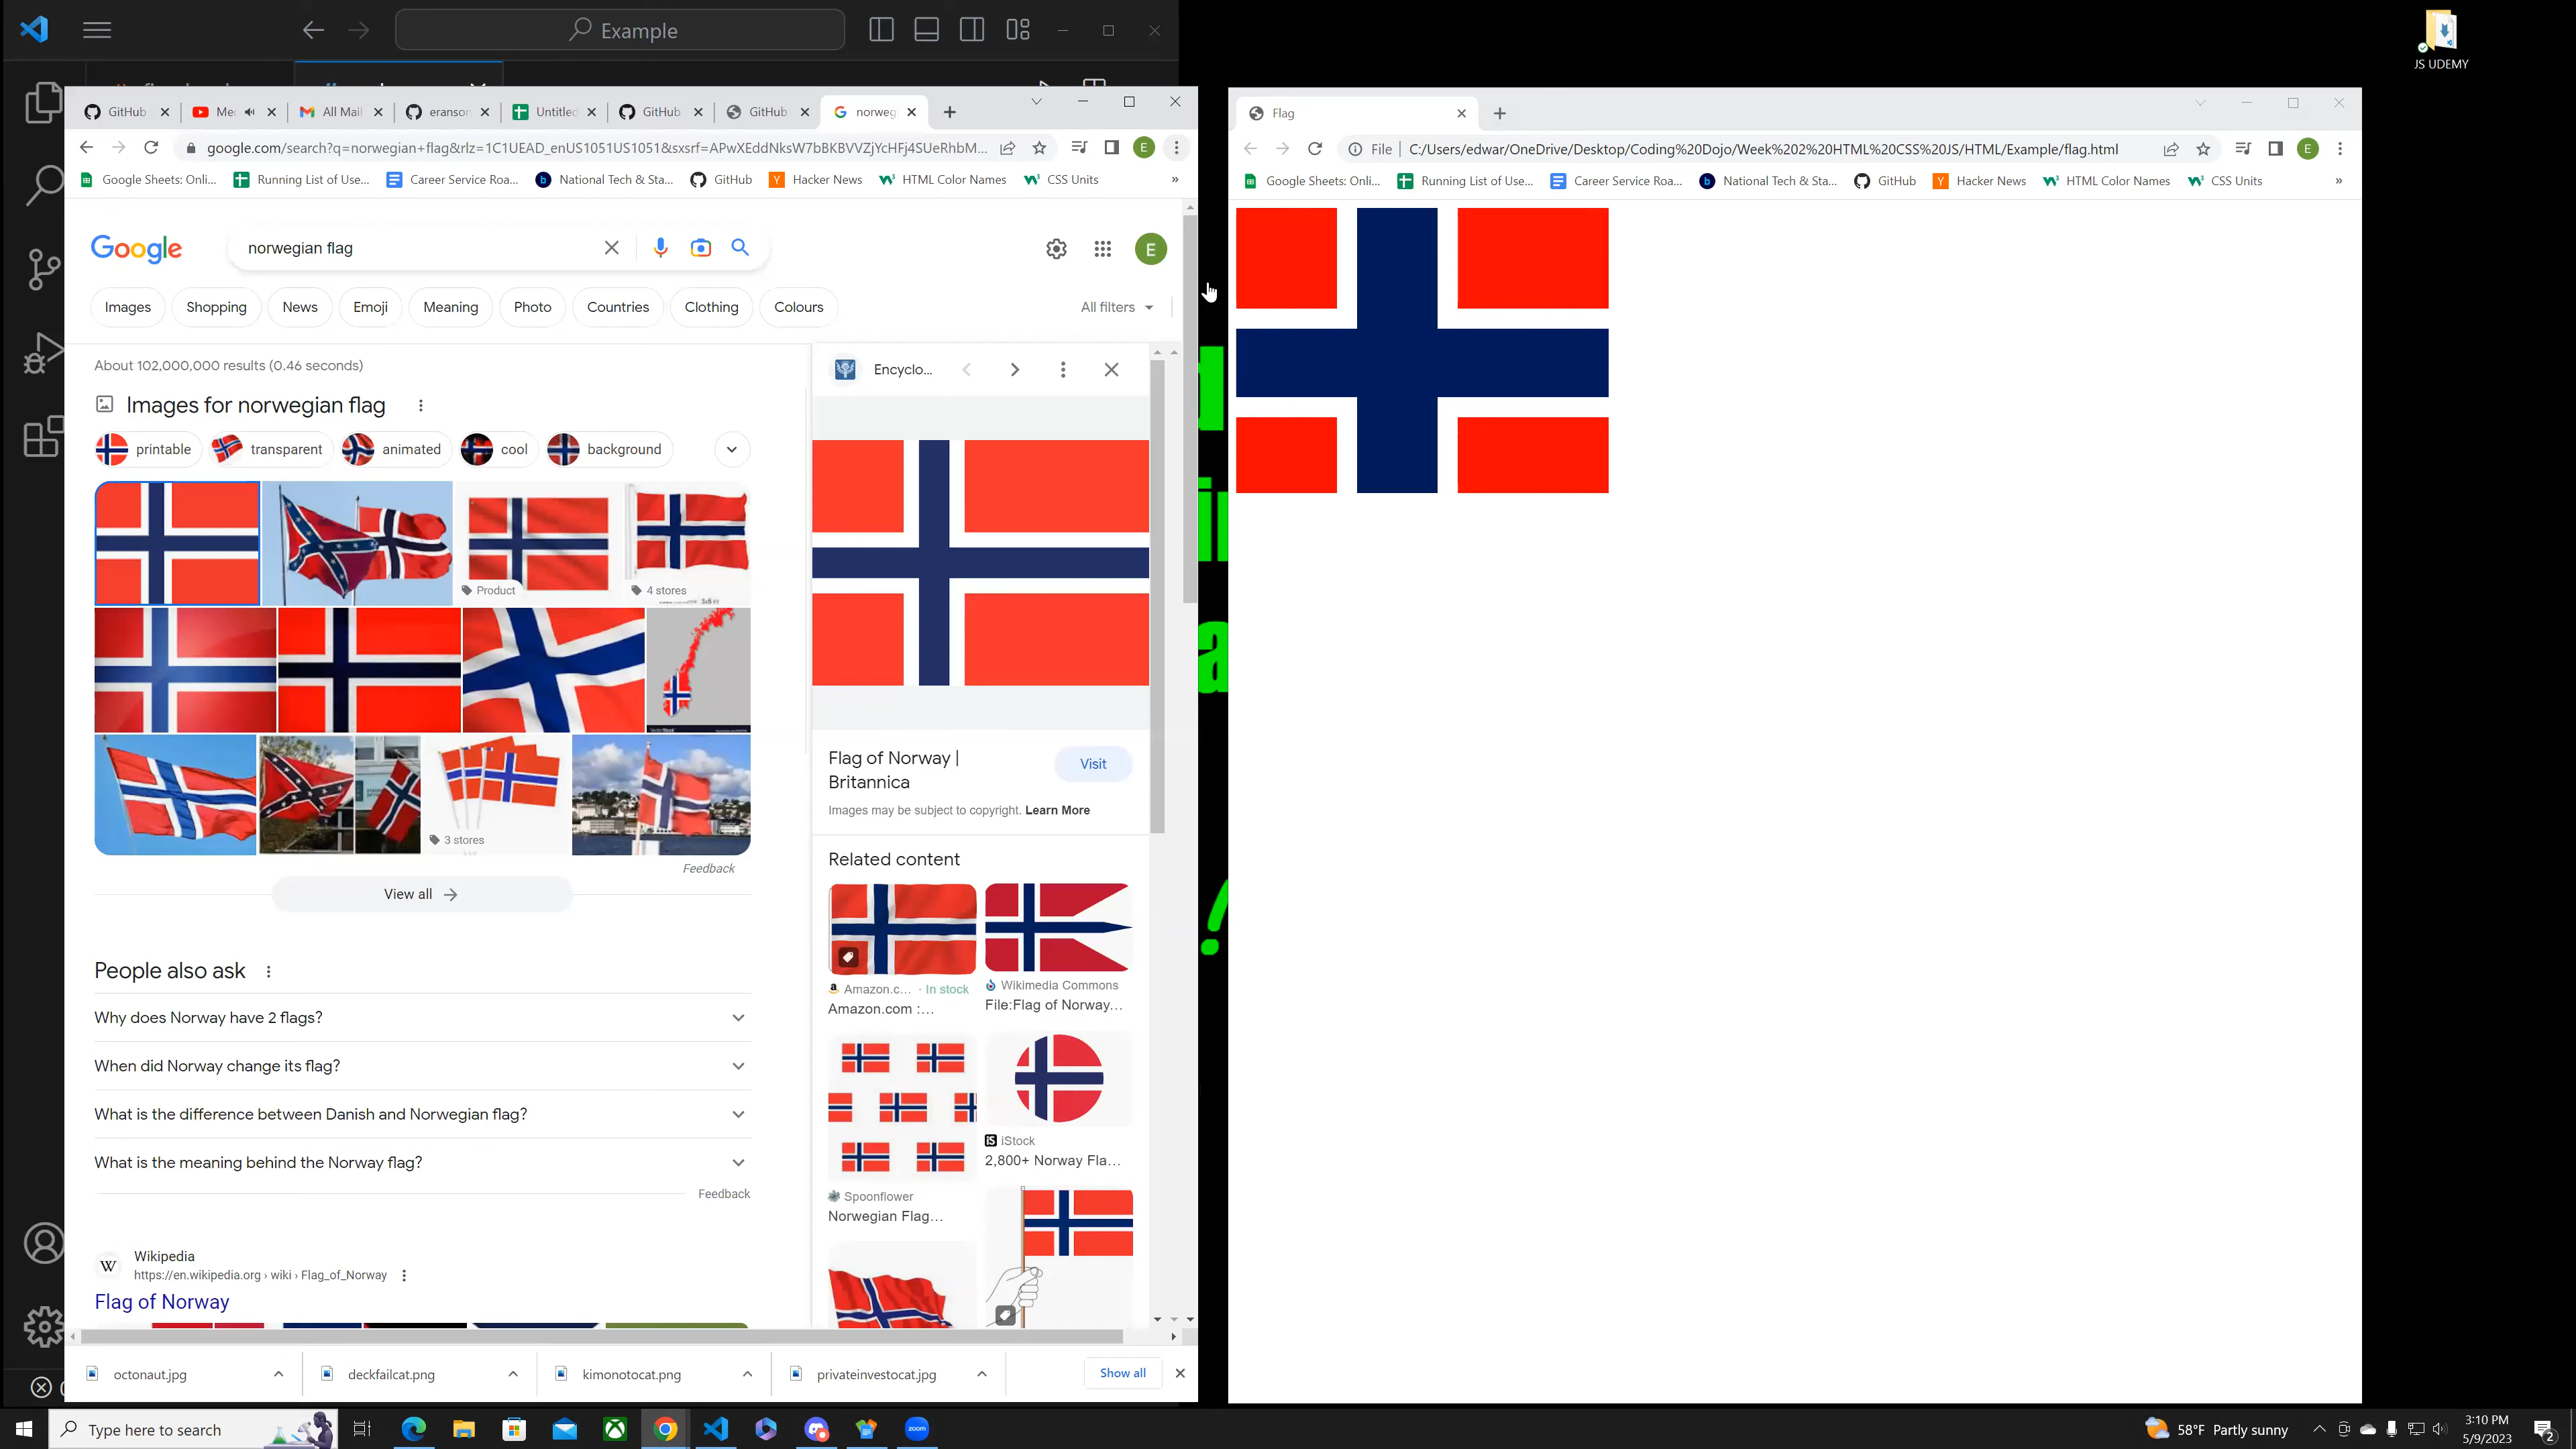 Example
JS UDEMY
GitHub
Me
All Mail
eranson
Untitled
GitHub
GitHub
norweg
google.com/search?q=norwegian+flag&rlz=1C1UEAD_enUS1051US1051&sxsrf=APwXEddNksW7bBKBVVZjYcHFj4SUeRhbM...
E
Google Sheets: Onli...
Running List of Use...
Career Service Roa...
National Tech & Sta...
GitHub
Hacker News
HTML Color Names
CSS Units
»
Google
norwegian flag
E
Images
Shopping
News
Emoji
Meaning
Photo
Countries
Clothing
Colours
All filters
About 102,000,000 results (0.46 seconds)
Images for norwegian flag
printable
transparent
animated
cool
background
Product
4 stores
3 stores
Feedback
View all
People also ask
Why does Norway have 2 flags?
When did Norway change its flag?
What is the difference between Danish and Norwegian flag?
What is the meaning behind the Norway flag?
Feedback
W
Wikipedia
https://en.wikipedia.org › wiki › Flag_of_Norway
Flag of Norway
Encyclo...
Flag of Norway |
Britannica
Visit
Images may be subject to copyright. Learn More
Related content
Amazon.c... · In stock
Amazon.com :...
Wikimedia Commons
File:Flag of Norway...
Spoonflower
Norwegian Flag...
iStock
2,800+ Norway Fla...
octonaut.jpg
deckfailcat.png
kimonotocat.png
privateinvestocat.jpg
Show all
Flag
File
C:/Users/edwar/OneDrive/Desktop/Coding%20Dojo/Week%202%20HTML%20CSS%20JS/HTML/Example/flag.html
E
Google Sheets: Onli...
Running List of Use...
Career Service Roa...
National Tech & Sta...
GitHub
Hacker News
HTML Color Names
CSS Units
»
Type here to search
zoom
58°F Partly sunny
3:10 PM
5/9/2023
2